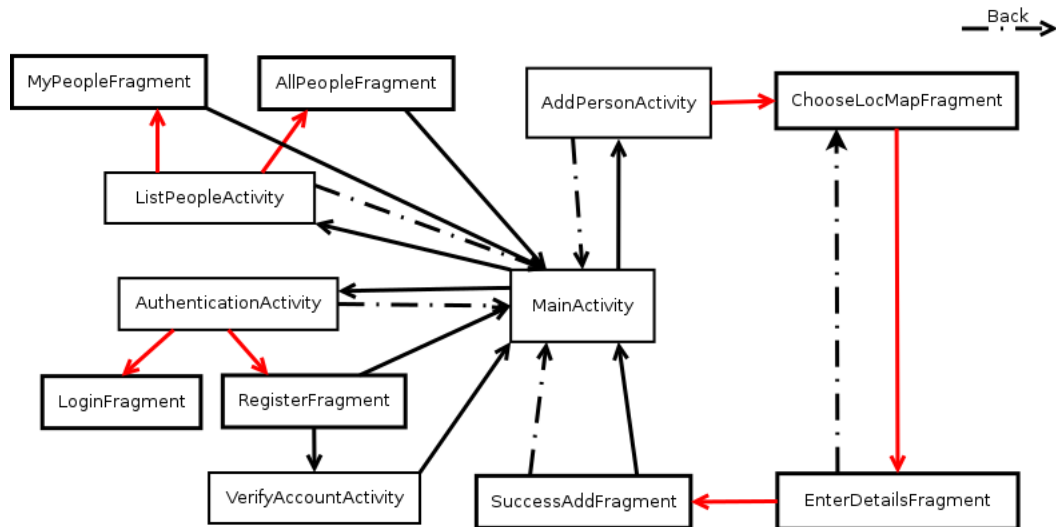 Back
MyPeopleFragment
AllPeopleFragment
AddPersonActivity
ChooseLocMapFragment
ListPeopleActivity
AuthenticationActivity
MainActivity
LoginFragment
RegisterFragment
VerifyAccountActivity
SuccessAddFragment
EnterDetailsFragment